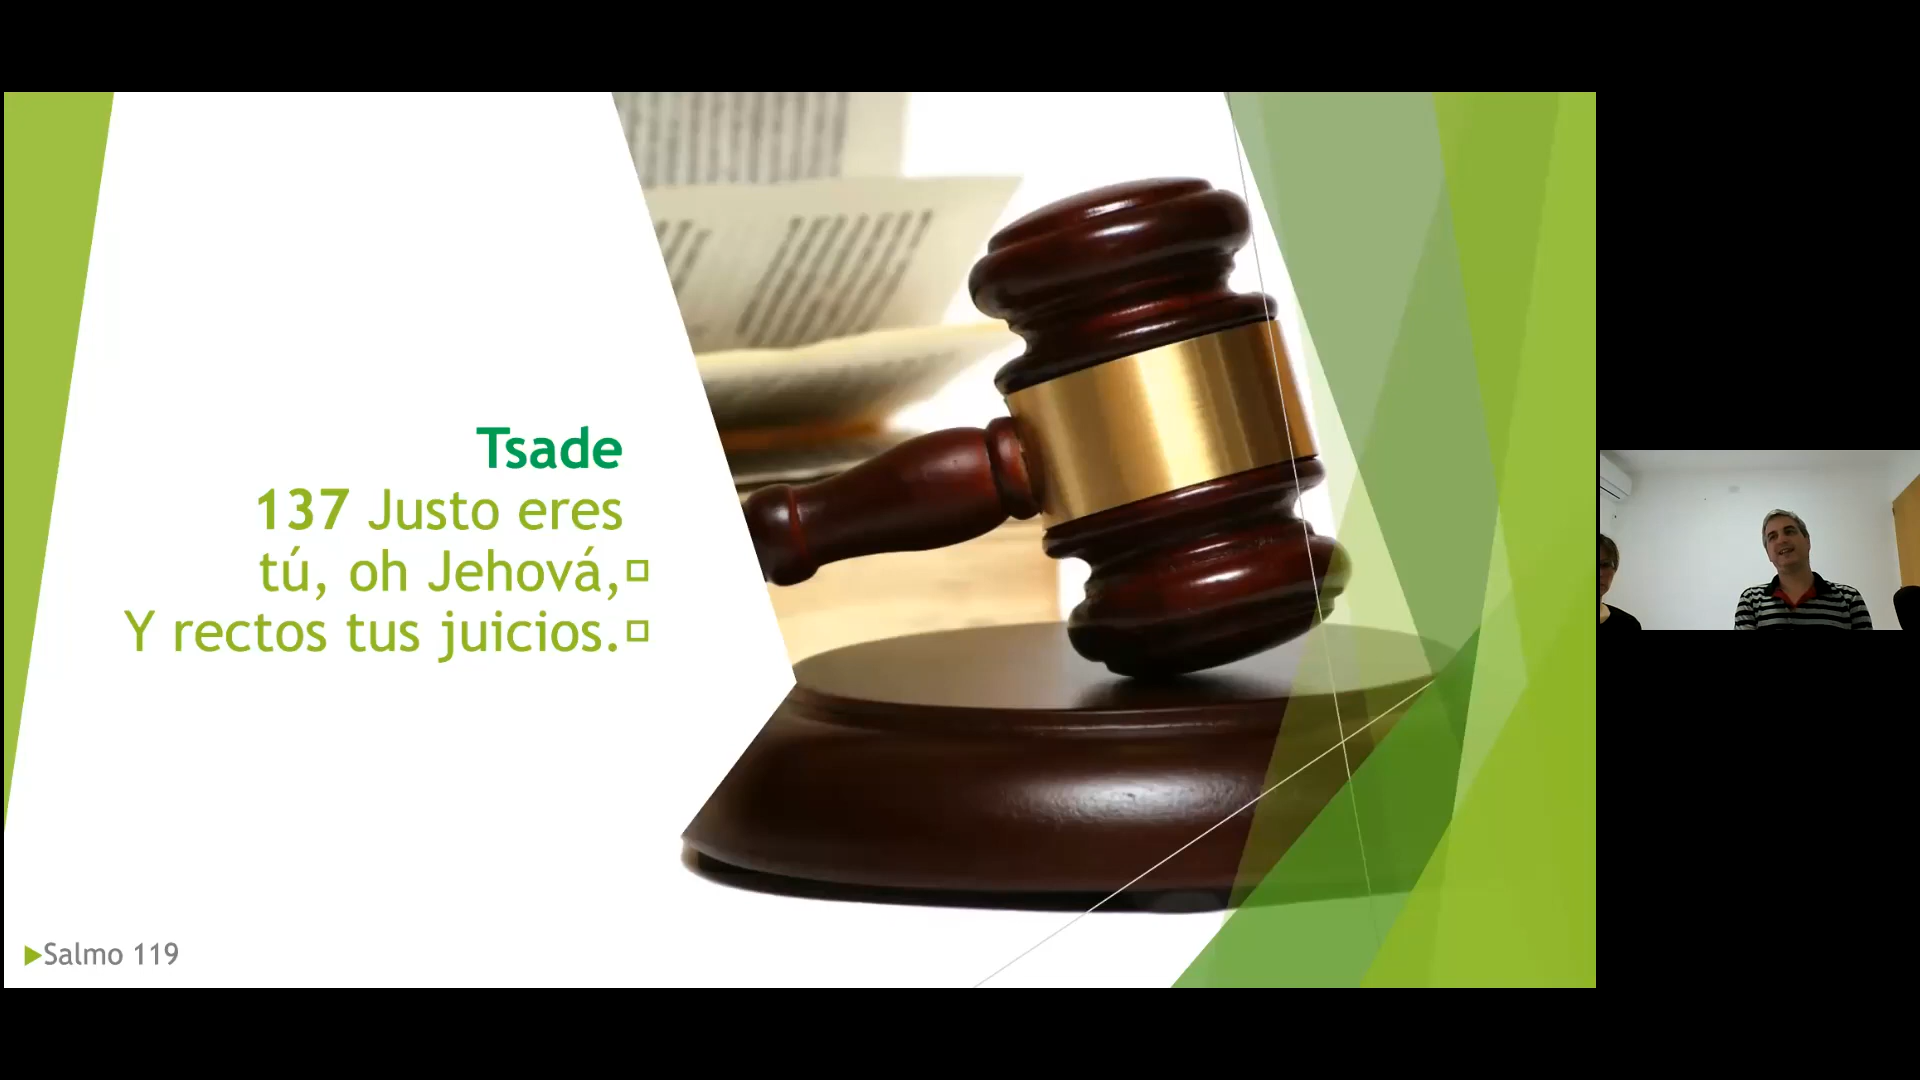 Tsade
137 Justo eres
tú, oh Jehová,
Y rectos tus juicios.
Salmo 119